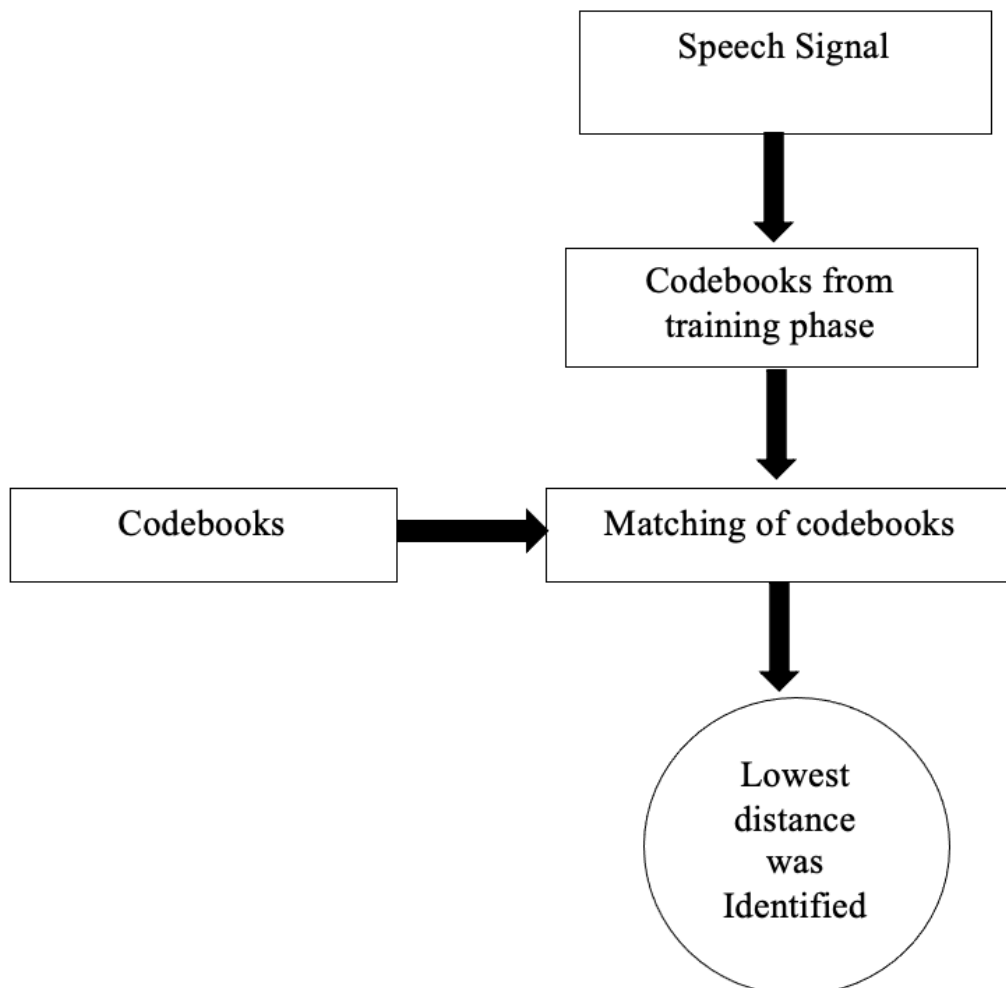 Speech Signal
Codebooks from
training phase
Codebooks
Matching of codebooks
Lowest
distance
was
Identified